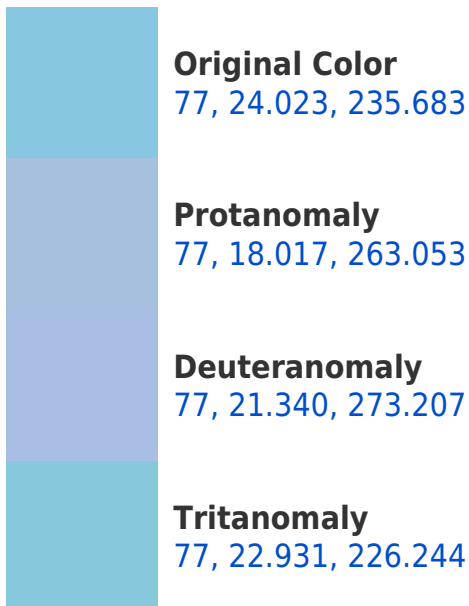 Original Color
77, 24.023, 235.683
Protanomaly
77, 18.017, 263.053
Deuteranomaly
77, 21.340, 273.207
Tritanomaly
77, 22.931, 226.244